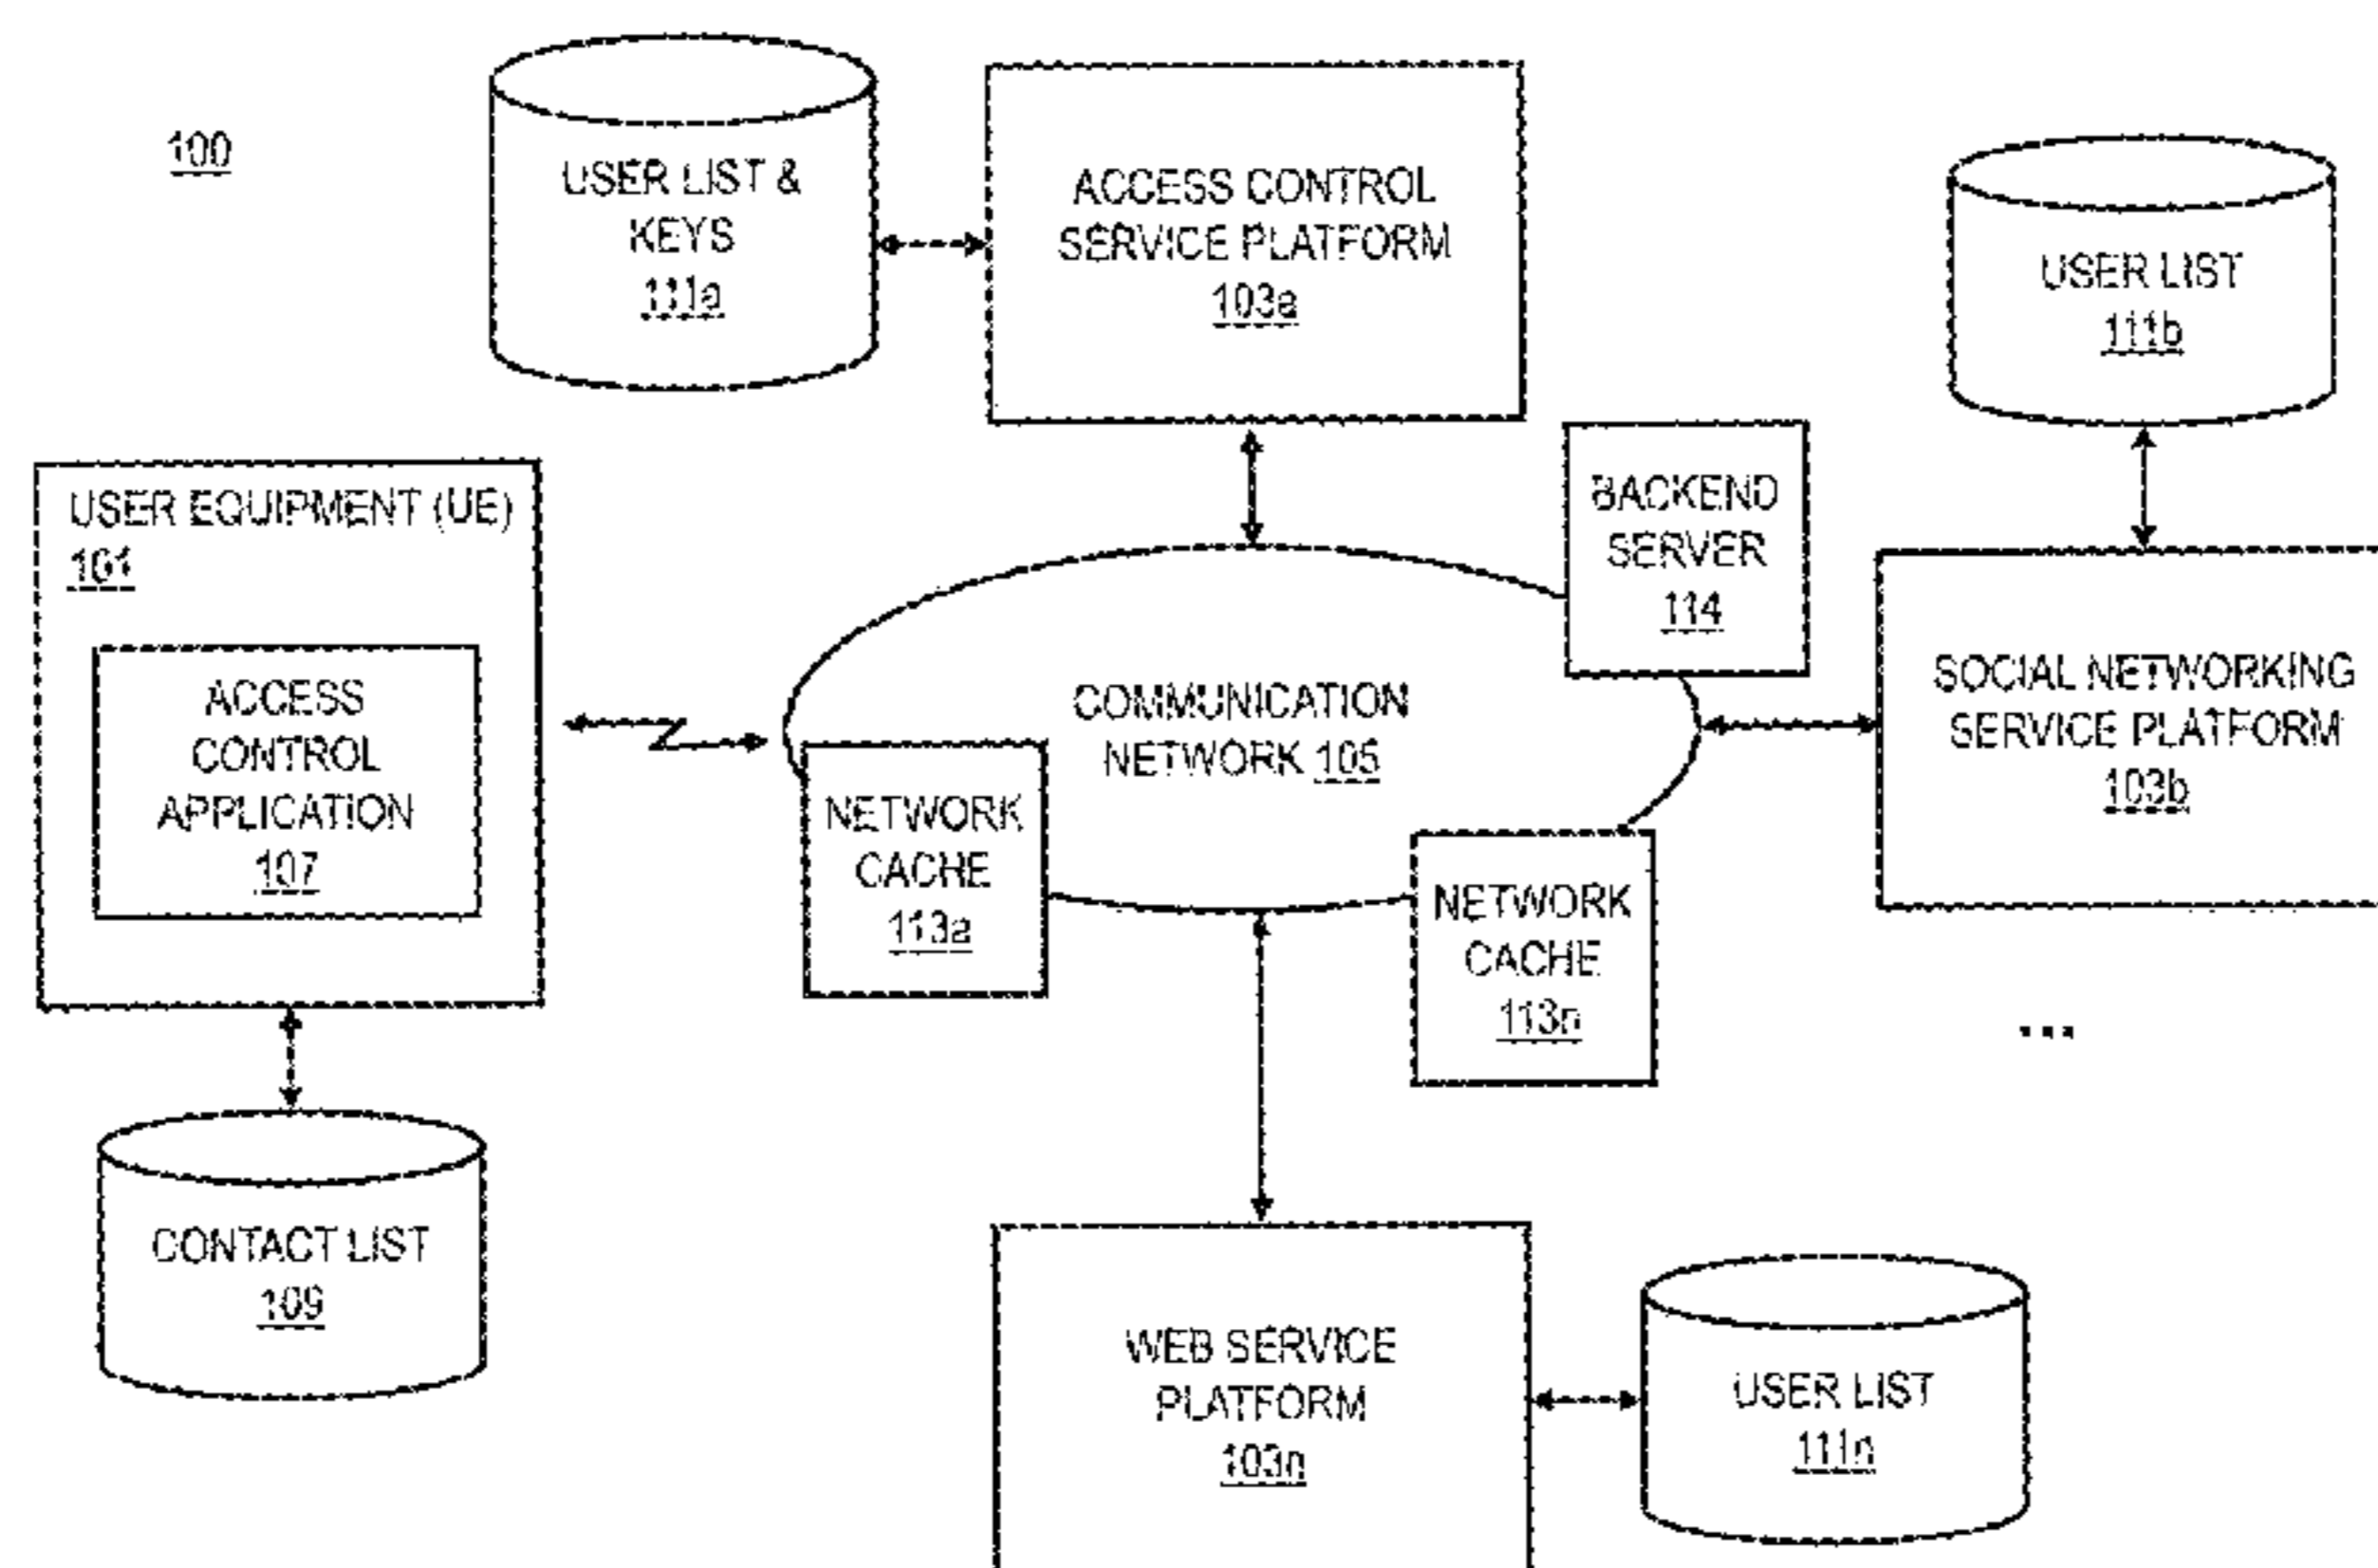 100
USER LIST &
KEYS
111a
ACCESS CONTROL
SERVICE PLATFORM
103a
USER LIST
111b
USER EQUIPMENT (UE)
101
ACCESS
CONTROL
APPLICATION
107
BACKEND
SERVER
114
COMMUNICATION
NETWORK 105
SOCIAL NETWORKING
SERVICE PLATFORM
103b
NETWORK
CACHE
113a
NETWORK
CACHE
113n
...
CONTACT LIST
109
WEB SERVICE
PLATFORM
103n
USER LIST
111n